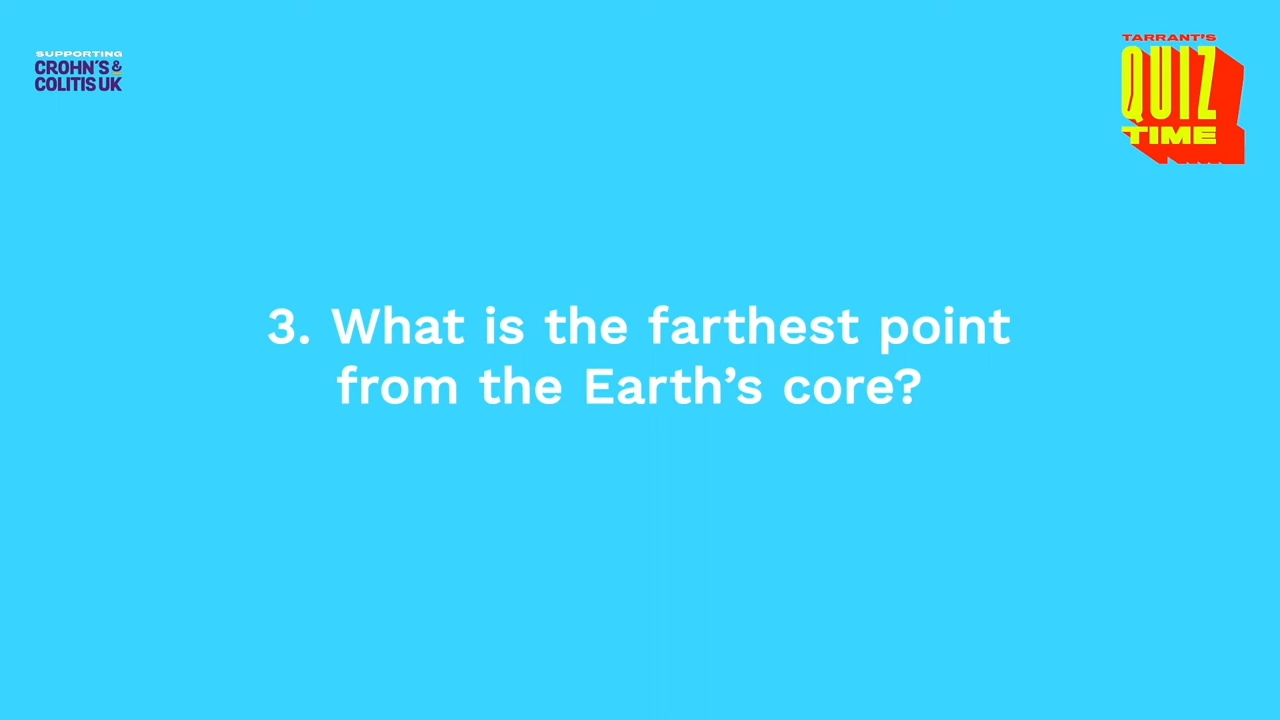 SUPPORTING
CROHN'S &
COLITIS UK
TARRANT'S
QUIZ
TIME
3. What is the farthest point
from the Earth’s core?